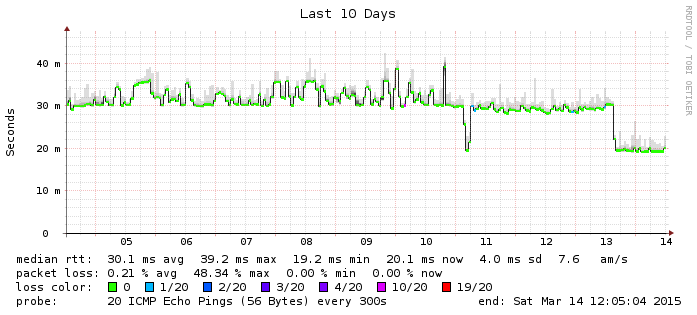 Last 10 Days
RRDTOOL / TOBI OETIKER
Seconds
40 m
30 m
20 m
10 m
0
05 06 07 08 09 10 11 12 13 14
median rtt: 30.1 ms avg 39.2 ms max 19.2 ms min 20.1 ms now 4.0 ms sd 7.6 am/s
packet loss: 0.21 % avg 48.34 % max 0.00 % min 0.00 % now
loss color: 0 1/20 2/20 3/20 4/20 10/20 19/20
probe: 20 ICMP Echo Pings (56 Bytes) every 300s end: Sat Mar 14 12:05:04 2015